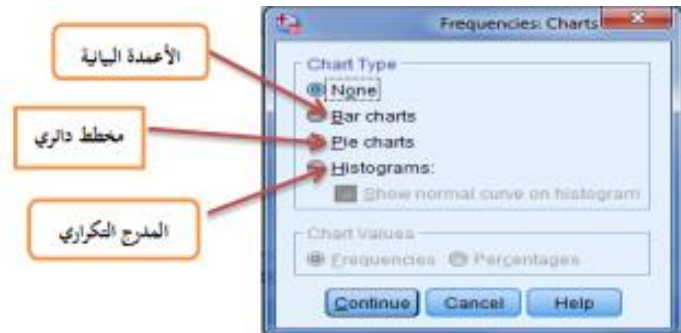 Frequencies: Charts
الأعمدة البيانية
Chart Type
None
Bar charts
مخطط دائري
Pie charts
Histograms:
Show normal curve on histogram
المدرج التكراري
Chart Values
Frequencies Percentages
Continue Cancel Help